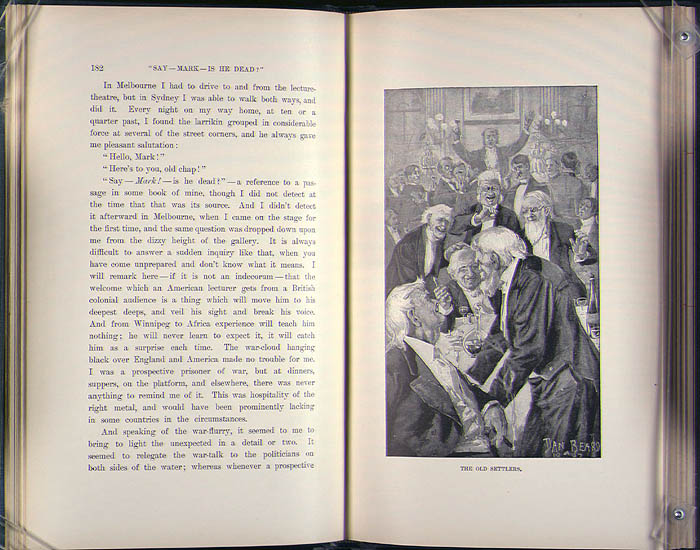 182 "SAY—MARK—IS HE DEAD?"
In Melbourne I had to drive to and from the lecture-
theatre, but in Sydney I was able to walk both ways, and
did it. Every night on my way home, at ten or a
quarter past, I found the larrikin grouped in considerable
force at several of the street corners, and he always gave
me pleasant salutation:
"Hello, Mark!"
"Here's to you, old chap!"
"Say—Mark!—is he dead?"—a reference to a pas-
sage in some book of mine, though I did not detect at
the time that that was its source. And I didn't detect
it afterward in Melbourne, when I came on the stage for
the first time, and the same question was dropped down upon
me from the dizzy height of the gallery. It is always
difficult to answer a sudden inquiry like that, when you
have come unprepared and don't know what it means. I
will remark here—if it is not an indecorum—that the
welcome which an American lecturer gets from a British
colonial audience is a thing which will move him to his
deepest deeps, and veil his sight and break his voice.
And from Winnipeg to Africa experience will teach him
nothing; he will never learn to expect it, it will catch
him as a surprise each time. The war-cloud hanging
black over England and America made no trouble for me.
I was a prospective prisoner of war, but at dinners,
suppers, on the platform, and elsewhere, there was never
anything to remind me of it. This was hospitality of the
right metal, and would have been prominently lacking
in some countries in the circumstances.
And speaking of the war-flurry, it seemed to me to
bring to light the unexpected in a detail or two. It
seemed to relegate the war-talk to the politicians on
both sides of the water; whereas whenever a prospective
DAN BEARD
THE OLD SETTLERS.